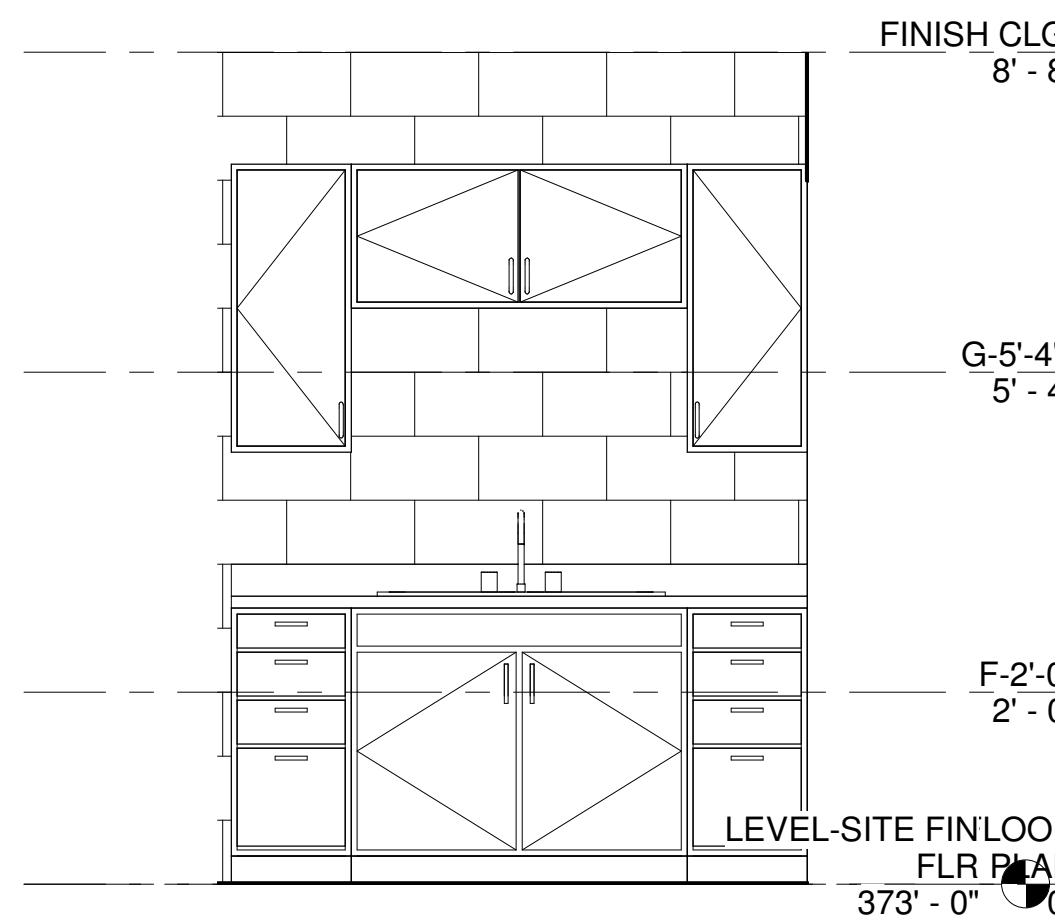 FINISH CLG
8' - 8
G-5'-4"
5' - 4
F-2'-0
2' - 0
LEVEL-SITE FIN LOO
FLR PLA
373' - 0" 0